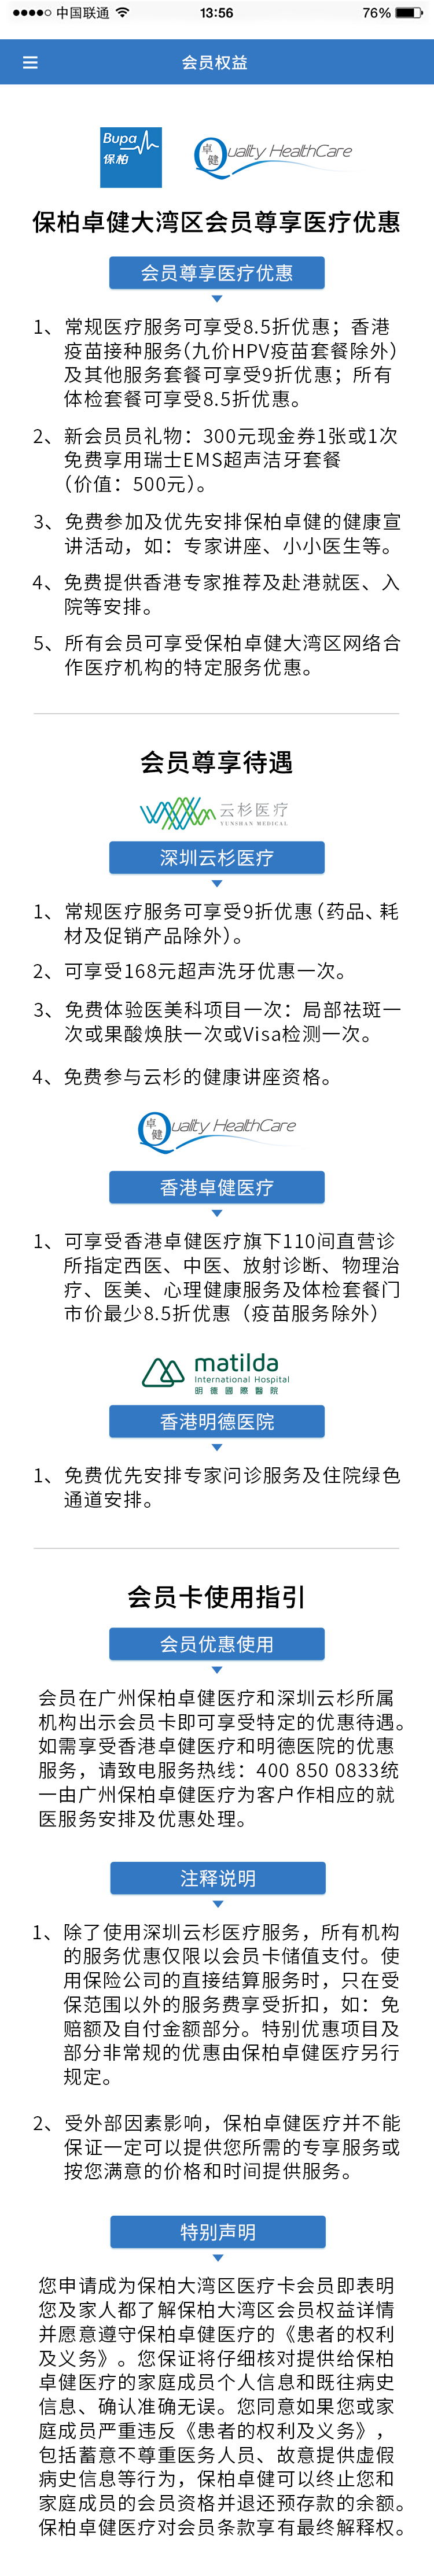 中国联通
13:56
76%
会员权益
Bupa
保柏
卓健
Quality HealthCare
保柏卓健大湾区会员尊享医疗优惠
会员尊享医疗优惠
1、常规医疗服务可享受8.5折优惠；香港
疫苗接种服务(九价HPV疫苗套餐除外）
及其他服务套餐可享受9折优惠；所有
体检套餐可享受8.5折优惠。
2、新会员员礼物：300元现金券1张或1次
免费享用瑞士EMS超声洁牙套餐
（价值：500元）。
3、免费参加及优先安排保柏卓健的健康宣
讲活动，如：专家讲座、小小医生等。
4、免费提供香港专家推荐及赴港就医、入
院等安排。
5、所有会员可享受保柏卓健大湾区网络合
作医疗机构的特定服务优惠。
会员尊享待遇
云杉医疗
YUNSHAN MEDICAL
深圳云杉医疗
1、常规医疗服务可享受9折优惠（药品、耗
材及促销产品除外）。
2、可享受168元超声洗牙优惠一次。
3、免费体验医美科项目一次：局部祛斑一
次或果酸焕肤一次或Visa检测一次。
4、免费参与云杉的健康讲座资格。
卓健
Quality HealthCare
香港卓健医疗
1、可享受香港卓健医疗旗下110间直营诊
所指定西医、中医、放射诊断、物理治
疗、医美、心理健康服务及体检套餐门
市价最少8.5折优惠（疫苗服务除外）
matilda
International Hospital
明德國際醫院
香港明德医院
1、免费优先安排专家问诊服务及住院绿色
通道安排。
会员卡使用指引
会员优惠使用
会员在广州保柏卓健医疗和深圳云杉所属
机构出示会员卡即可享受特定的优惠待遇。
如需享受香港卓健医疗和明德医院的优惠
服务，请致电服务热线：400 850 0833统
一由广州保柏卓健医疗为客户作相应的就
医服务安排及优惠处理。
注释说明
1、除了使用深圳云杉医疗服务，所有机构
的服务优惠仅限以会员卡储值支付。使
用保险公司的直接结算服务时，只在受
保范围以外的服务费享受折扣，如：免
赔额及自付金额部分。特别优惠项目及
部分非常规的优惠由保柏卓健医疗另行
规定。
2、受外部因素影响，保柏卓健医疗并不能
保证一定可以提供您所需的专享服务或
按您满意的价格和时间提供服务。
特别声明
您申请成为保柏大湾区医疗卡会员即表明
您及家人都了解保柏大湾区会员权益详情
并愿意遵守保柏卓健医疗的《患者的权利
及义务》。您保证将仔细核对提供给保柏
卓健医疗的家庭成员个人信息和既往病史
信息、确认准确无误。您同意如果您或家
庭成员严重违反《患者的权利及义务》，
包括蓄意不尊重医务人员、故意提供虚假
病史信息等行为，保柏卓健可以终止您和
家庭成员的会员资格并退还预存款的余额。
保柏卓健医疗对会员条款享有最终解释权。